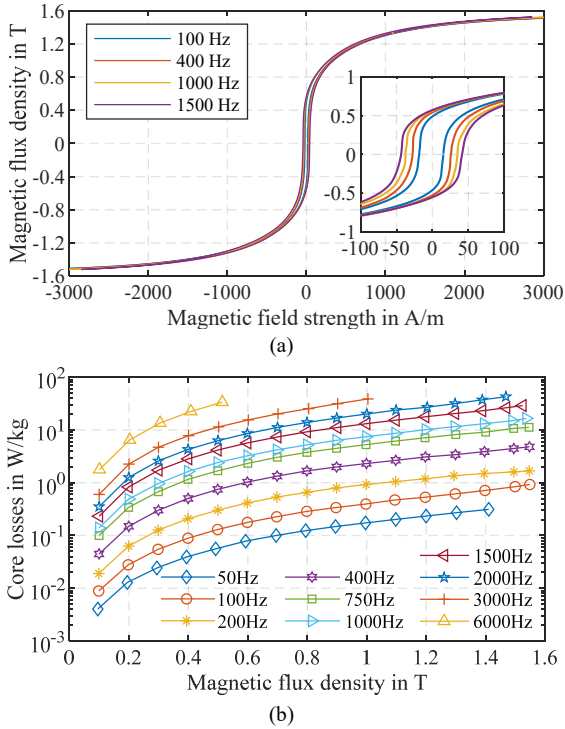 1.6
1.2
0.8
0.4
0
-0.4
-0.8
-1.2
-1.6
Magnetic flux density in T
100 Hz
400 Hz
1000 Hz
1500 Hz
1
0.5
0
-0.5
-1
-100 -50 0 50 100
-3000 -2000 -1000 0 1000 2000 3000
Magnetic field strength in A/m
(a)
10^2
10^1
10^0
10^-1
10^-2
10^-3
Core losses in W/kg
50Hz
100Hz
200Hz
400Hz
750Hz
1000Hz
1500Hz
2000Hz
3000Hz
6000Hz
0 0.2 0.4 0.6 0.8 1 1.2 1.4 1.6
Magnetic flux density in T
(b)